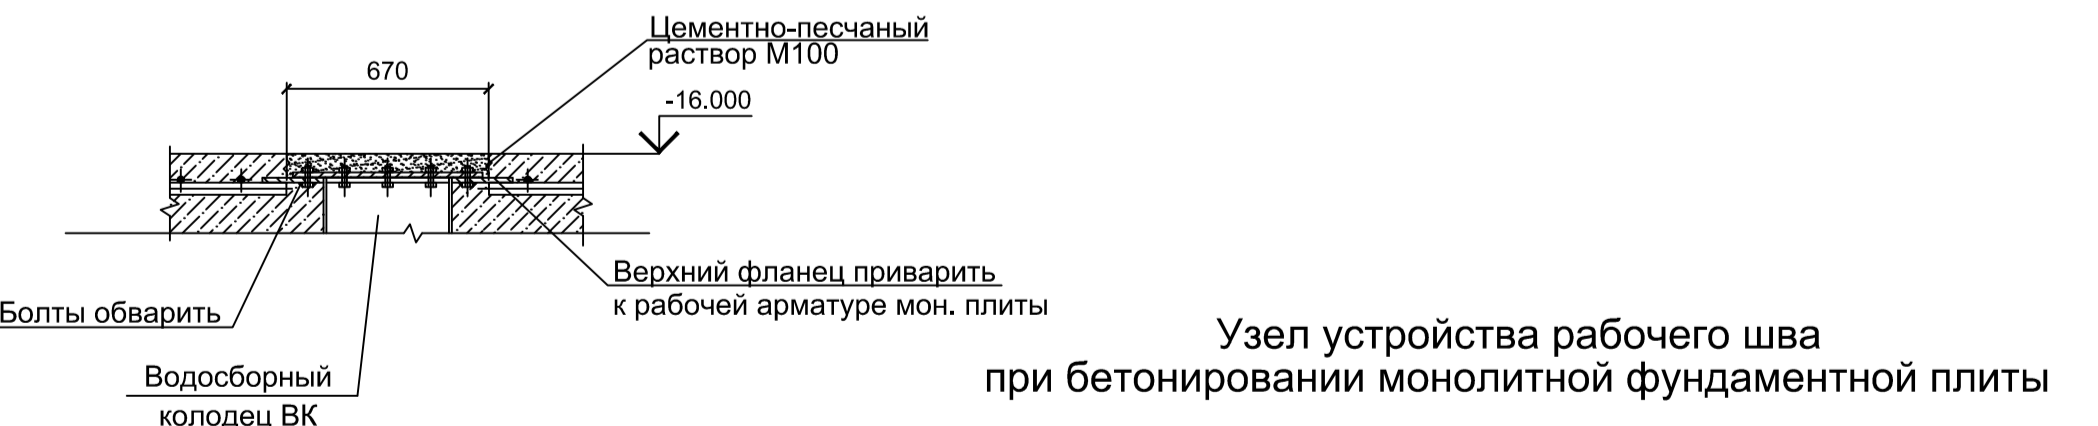 Цементно-песчаный
раствор М100
670
-16.000
Верхний фланец приварить
к рабочей арматуре мон. плиты
Болты обварить
Водосборный
колодец ВК
Узел устройства рабочего шва
при бетонировании монолитной фундаментной плиты